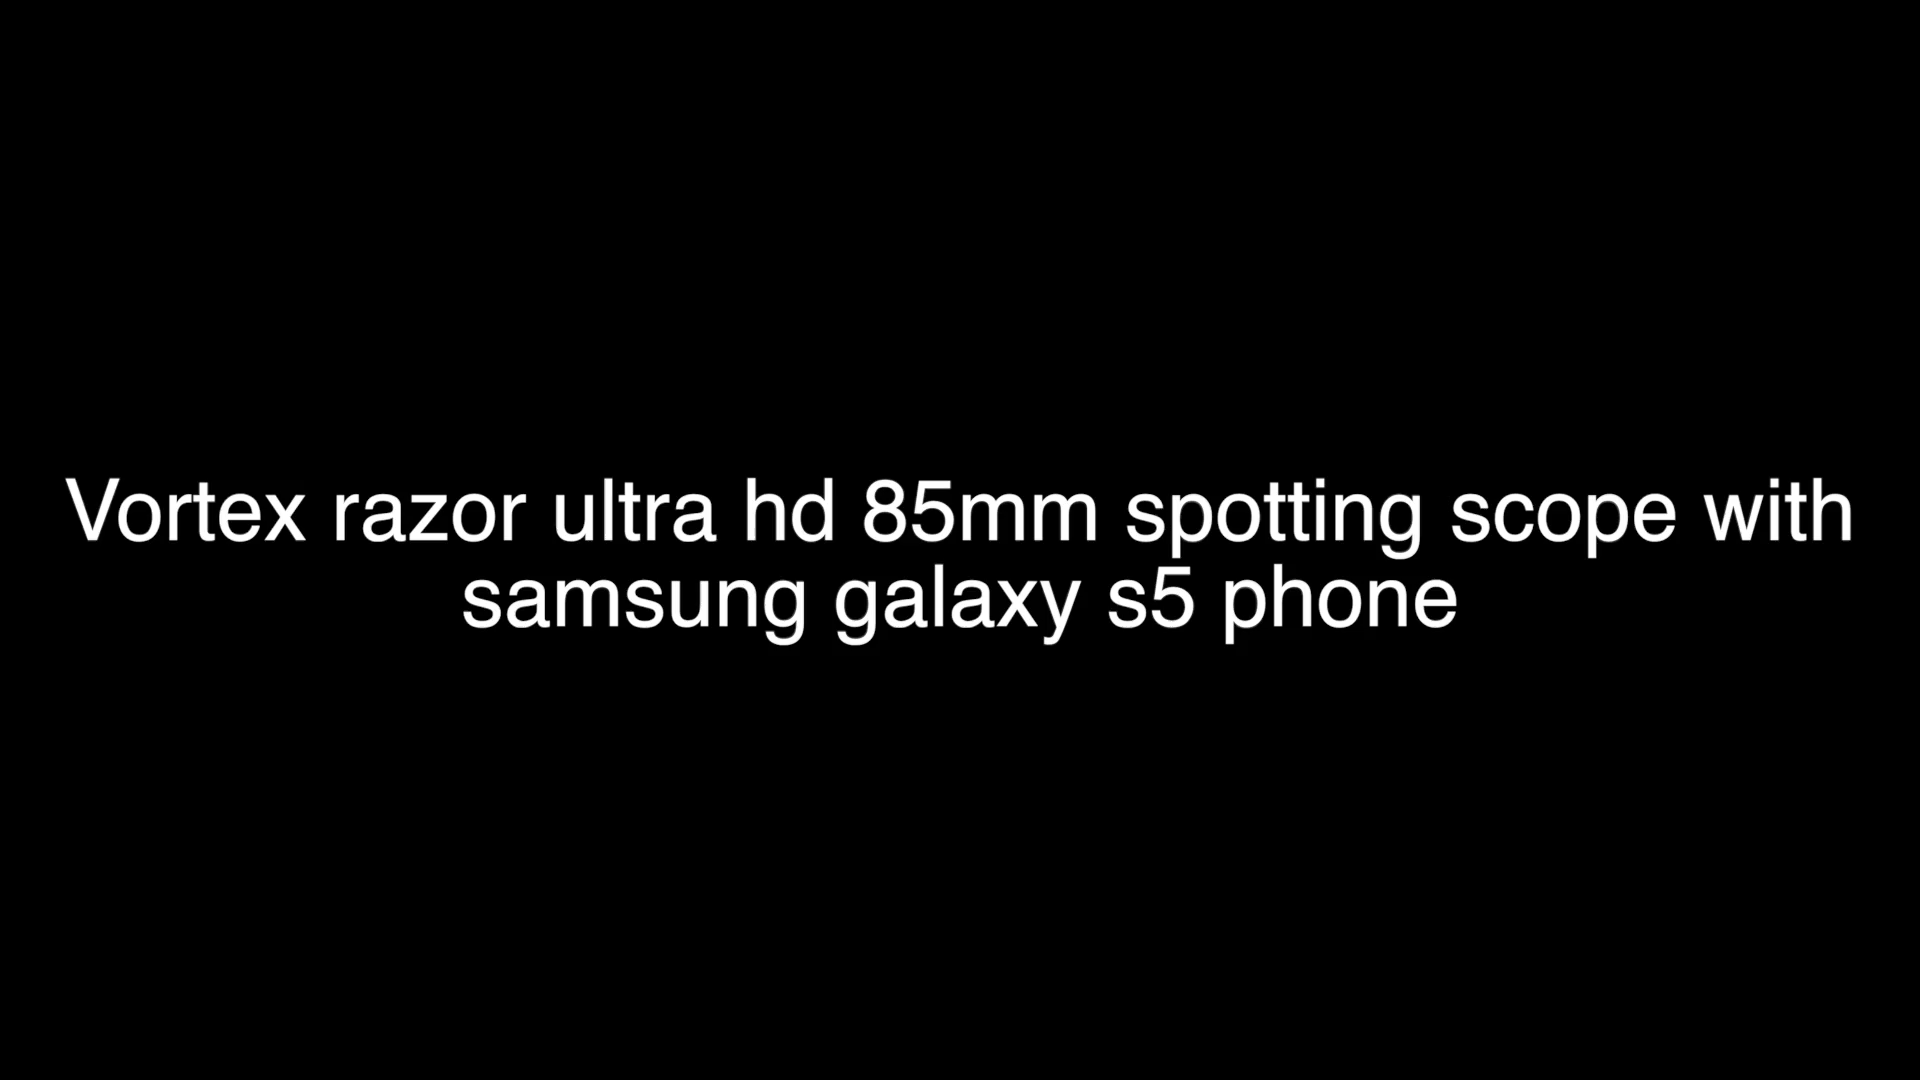 Vortex razor ultra hd 85mm spotting scope with
samsung galaxy s5 phone